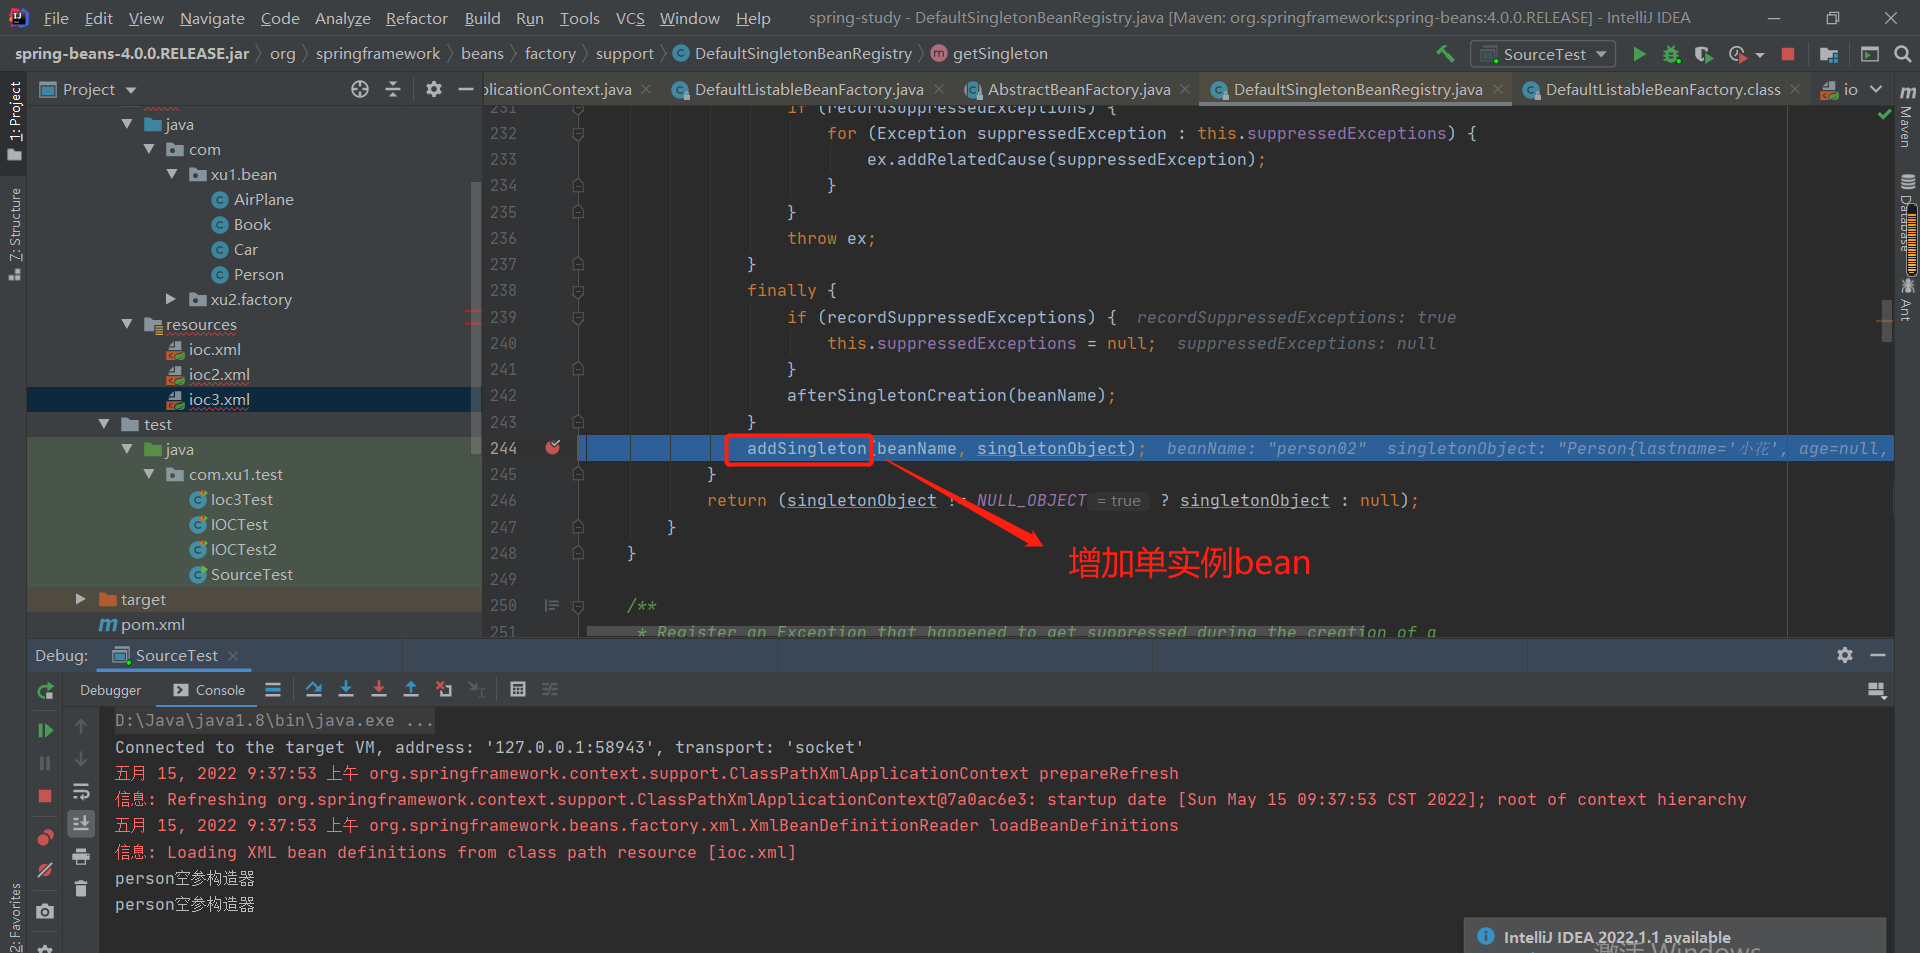 File Edit View Navigate Code Analyze Refactor Build Run Tools VCS Window Help spring-study - DefaultSingletonBeanRegistry.java [Maven: org.springframework:spring-beans:4.0.0.RELEASE] - IntelliJ IDEA
spring-beans-4.0.0.RELEASE.jar org springframework beans factory support DefaultSingletonBeanRegistry getSingleton SourceTest
Project plicationContext.java DefaultListableBeanFactory.java AbstractBeanFactory.java DefaultSingletonBeanRegistry.java DefaultListableBeanFactory.class io
1: Project
7: Structure
2: Favorites
Maven
Database
Ant
java
com
xu1.bean
AirPlane
Book
Car
Person
xu2.factory
resources
ioc.xml
ioc2.xml
ioc3.xml
test
java
com.xu1.test
Ioc3Test
IOCTest
IOCTest2
SourceTest
target
pom.xml
231 if (recordSuppressedExceptions) {
232 for (Exception suppressedException : this.suppressedExceptions) {
233 ex.addRelatedCause(suppressedException);
234 }
235 }
236 throw ex;
237 }
238 finally {
239 if (recordSuppressedExceptions) { recordSuppressedExceptions: true
240 this.suppressedExceptions = null; suppressedExceptions: null
241 }
242 afterSingletonCreation(beanName);
243 }
244 addSingleton(beanName, singletonObject); beanName: "person02" singletonObject: "Person{lastname='小花', age=null,
245 }
246 return (singletonObject != NULL_OBJECT = true ? singletonObject : null);
247 }
248 }
249
250 /**
251 * Register an Exception that happened to get suppressed during the creation of a
增加单实例bean
Debug: SourceTest
Debugger Console
D:\Java\java1.8\bin\java.exe ...
Connected to the target VM, address: '127.0.0.1:58943', transport: 'socket'
五月 15, 2022 9:37:53 上午 org.springframework.context.support.ClassPathXmlApplicationContext prepareRefresh
信息: Refreshing org.springframework.context.support.ClassPathXmlApplicationContext@7a0ac6e3: startup date [Sun May 15 09:37:53 CST 2022]; root of context hierarchy
五月 15, 2022 9:37:53 上午 org.springframework.beans.factory.xml.XmlBeanDefinitionReader loadBeanDefinitions
信息: Loading XML bean definitions from class path resource [ioc.xml]
person空参构造器
person空参构造器
IntelliJ IDEA 2022.1.1 available
激活 Windows